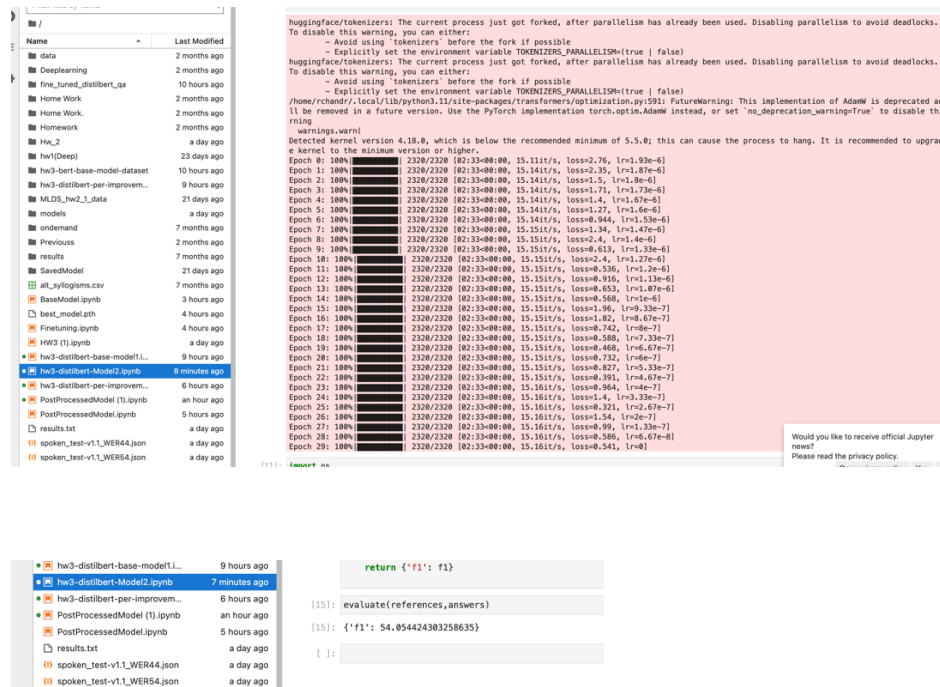 /
Name Last Modified
data 2 months ago
Deeplearning 2 months ago
fine_tuned_distilbert_qa 10 hours ago
Home Work 2 months ago
Home Work. 2 months ago
Homework 2 months ago
Hw_2 a day ago
hw1(Deep) 23 days ago
hw3-bert-base-model-dataset 10 hours ago
hw3-distilbert-per-improvem... 9 hours ago
MLDS_hw2_1_data 21 days ago
models a day ago
ondemand 7 months ago
Previouss 2 months ago
results 7 months ago
SavedModel 21 days ago
alt_syllogisms.csv 7 months ago
BaseModel.ipynb 3 hours ago
best_model.pth 4 hours ago
Finetuning.ipynb 4 hours ago
HW3 (1).ipynb a day ago
hw3-distilbert-base-model1.i... 9 hours ago
hw3-distilbert-Model2.ipynb 8 minutes ago
hw3-distilbert-per-improvem... 6 hours ago
PostProcessedModel (1).ipynb an hour ago
PostProcessedModel.ipynb 5 hours ago
results.txt a day ago
spoken_test-v1.1_WER44.json a day ago
spoken_test-v1.1_WER54.json a day ago
huggingface/tokenizers: The current process just got forked, after parallelism has already been used. Disabling parallelism to avoid deadlocks..
To disable this warning, you can either:
- Avoid using `tokenizers` before the fork if possible
- Explicitly set the environment variable TOKENIZERS_PARALLELISM=(true | false)
huggingface/tokenizers: The current process just got forked, after parallelism has already been used. Disabling parallelism to avoid deadlocks..
To disable this warning, you can either:
- Avoid using `tokenizers` before the fork if possible
- Explicitly set the environment variable TOKENIZERS_PARALLELISM=(true | false)
/home/rchandr/.local/lib/python3.11/site-packages/transformers/optimization.py:591: FutureWarning: This implementation of AdamW is deprecated an
ll be removed in a future version. Use the PyTorch implementation torch.optim.AdamW instead, or set `no_deprecation_warning=True` to disable thi
rning
warnings.warn(
Detected kernel version 4.18.0, which is below the recommended minimum of 5.5.0; this can cause the process to hang. It is recommended to upgrad
e kernel to the minimum version or higher.
Epoch 0: 100%| | 2320/2320 [02:33<00:00, 15.11it/s, loss=2.76, lr=1.93e-6]
Epoch 1: 100%| | 2320/2320 [02:33<00:00, 15.14it/s, loss=2.35, lr=1.87e-6]
Epoch 2: 100%| | 2320/2320 [02:33<00:00, 15.14it/s, loss=1.5, lr=1.8e-6]
Epoch 3: 100%| | 2320/2320 [02:33<00:00, 15.14it/s, loss=1.71, lr=1.73e-6]
Epoch 4: 100%| | 2320/2320 [02:33<00:00, 15.15it/s, loss=1.4, lr=1.67e-6]
Epoch 5: 100%| | 2320/2320 [02:33<00:00, 15.14it/s, loss=1.27, lr=1.6e-6]
Epoch 6: 100%| | 2320/2320 [02:33<00:00, 15.14it/s, loss=0.944, lr=1.53e-6]
Epoch 7: 100%| | 2320/2320 [02:33<00:00, 15.15it/s, loss=1.34, lr=1.47e-6]
Epoch 8: 100%| | 2320/2320 [02:33<00:00, 15.15it/s, loss=2.4, lr=1.4e-6]
Epoch 9: 100%| | 2320/2320 [02:33<00:00, 15.15it/s, loss=0.613, lr=1.33e-6]
Epoch 10: 100%| | 2320/2320 [02:33<00:00, 15.15it/s, loss=2.4, lr=1.27e-6]
Epoch 11: 100%| | 2320/2320 [02:33<00:00, 15.15it/s, loss=0.536, lr=1.2e-6]
Epoch 12: 100%| | 2320/2320 [02:33<00:00, 15.15it/s, loss=0.916, lr=1.13e-6]
Epoch 13: 100%| | 2320/2320 [02:33<00:00, 15.15it/s, loss=0.653, lr=1.07e-6]
Epoch 14: 100%| | 2320/2320 [02:33<00:00, 15.15it/s, loss=0.568, lr=1e-6]
Epoch 15: 100%| | 2320/2320 [02:33<00:00, 15.15it/s, loss=1.96, lr=9.33e-7]
Epoch 16: 100%| | 2320/2320 [02:33<00:00, 15.15it/s, loss=1.82, lr=8.67e-7]
Epoch 17: 100%| | 2320/2320 [02:33<00:00, 15.15it/s, loss=0.742, lr=8e-7]
Epoch 18: 100%| | 2320/2320 [02:33<00:00, 15.15it/s, loss=0.588, lr=7.33e-7]
Epoch 19: 100%| | 2320/2320 [02:33<00:00, 15.15it/s, loss=0.468, lr=6.67e-7]
Epoch 20: 100%| | 2320/2320 [02:33<00:00, 15.15it/s, loss=0.732, lr=6e-7]
Epoch 21: 100%| | 2320/2320 [02:33<00:00, 15.15it/s, loss=0.827, lr=5.33e-7]
Epoch 22: 100%| | 2320/2320 [02:33<00:00, 15.15it/s, loss=0.391, lr=4.67e-7]
Epoch 23: 100%| | 2320/2320 [02:33<00:00, 15.16it/s, loss=0.964, lr=4e-7]
Epoch 24: 100%| | 2320/2320 [02:33<00:00, 15.16it/s, loss=1.4, lr=3.33e-7]
Epoch 25: 100%| | 2320/2320 [02:33<00:00, 15.16it/s, loss=0.321, lr=2.67e-7]
Epoch 26: 100%| | 2320/2320 [02:33<00:00, 15.16it/s, loss=1.54, lr=2e-7]
Epoch 27: 100%| | 2320/2320 [02:33<00:00, 15.16it/s, loss=0.99, lr=1.33e-7]
Epoch 28: 100%| | 2320/2320 [02:33<00:00, 15.16it/s, loss=0.586, lr=6.67e-8]
Epoch 29: 100%| | 2320/2320 [02:33<00:00, 15.16it/s, loss=0.541, lr=0]
[11]: import os
Would you like to receive official Jupyter
news?
Please read the privacy policy.
hw3-distilbert-base-model1.i... 9 hours ago
hw3-distilbert-Model2.ipynb 7 minutes ago
hw3-distilbert-per-improvem... 6 hours ago
PostProcessedModel (1).ipynb an hour ago
PostProcessedModel.ipynb 5 hours ago
results.txt a day ago
spoken_test-v1.1_WER44.json a day ago
spoken_test-v1.1_WER54.json a day ago
return {'f1': f1}
[15]: evaluate(references,answers)
[15]: {'f1': 54.054424303258635}
[ ]: